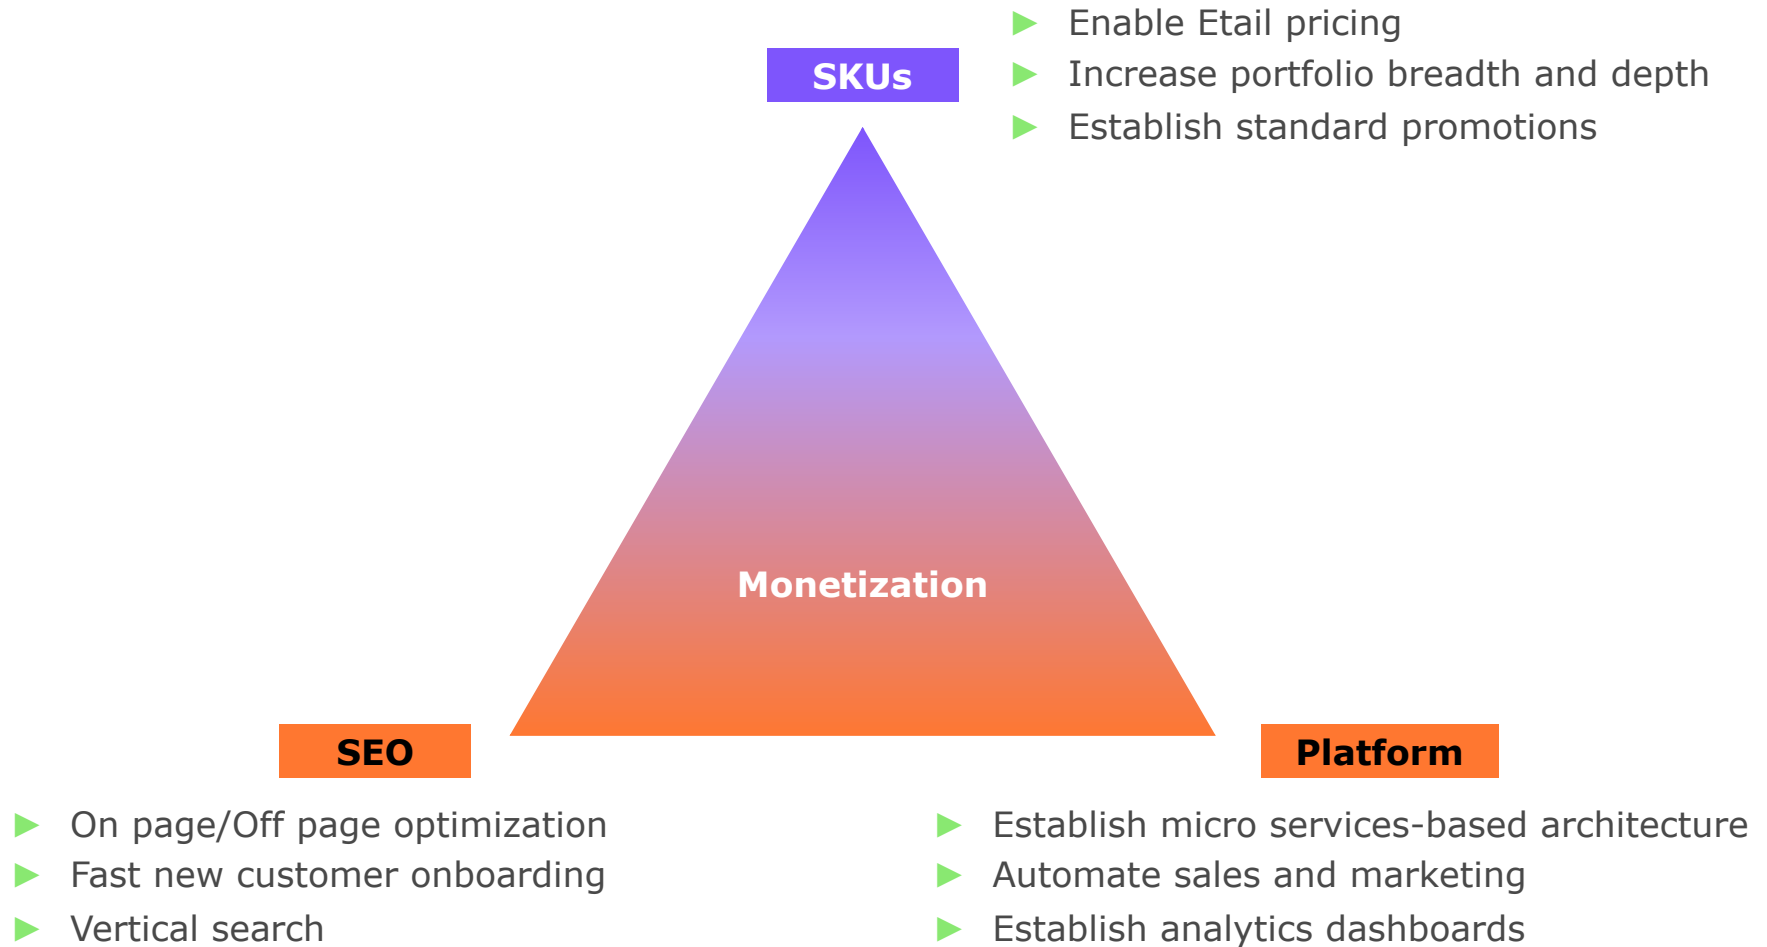 SKUs
Enable Etail pricing
Increase portfolio breadth and depth
Establish standard promotions
Monetization
SEO
On page/Off page optimization
Fast new customer onboarding
Vertical search
Platform
Establish micro services-based architecture
Automate sales and marketing
Establish analytics dashboards